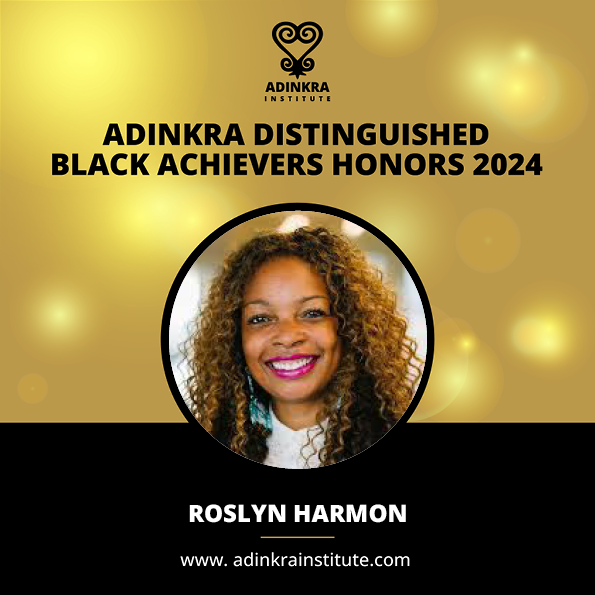 ADINKRA
INSTITUTE
ADINKRA DISTINGUISHED
BLACK ACHIEVERS HONORS 2024
ROSLYN HARMON
www. adinkrainstitute.com